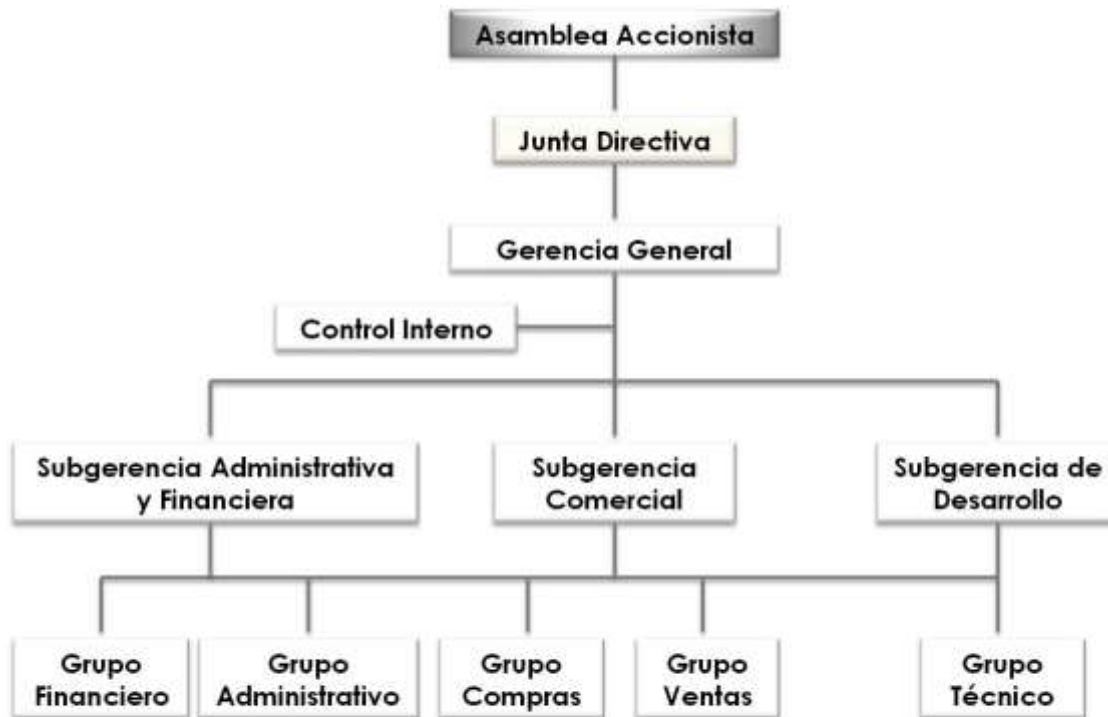 Asamblea Accionista
Junta Directiva
Gerencia General
Control Interno
Subgerencia Administrativa
y Financiera
Subgerencia
Comercial
Subgerencia de
Desarrollo
Grupo
Financiero
Grupo
Administrativo
Grupo
Compras
Grupo
Ventas
Grupo
Técnico